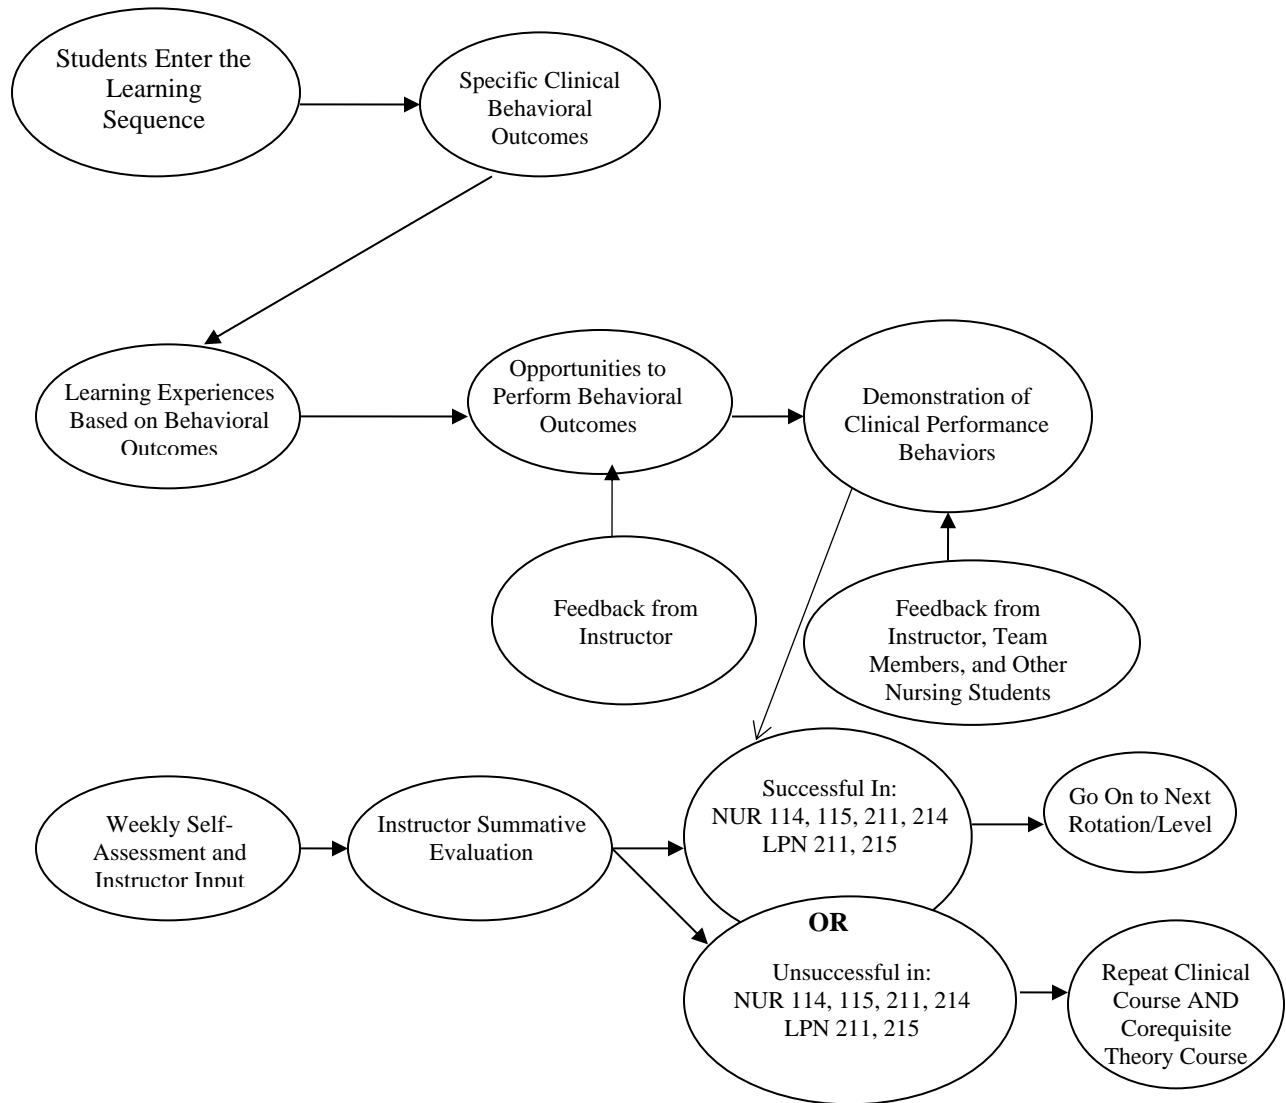 Students Enter the
Learning
Sequence
Specific Clinical
Behavioral
Outcomes
Learning Experiences
Based on Behavioral
Outcomes
Opportunities to
Perform Behavioral
Outcomes
Demonstration of
Clinical Performance
Behaviors
Feedback from
Instructor
Feedback from
Instructor, Team
Members, and Other
Nursing Students
Weekly Self-
Assessment and
Instructor Input
Instructor Summative
Evaluation
Successful In:
NUR 114, 115, 211, 214
LPN 211, 215
Go On to Next
Rotation/Level
OR
Unsuccessful in:
NUR 114, 115, 211, 214
LPN 211, 215
Repeat Clinical
Course AND
Corequisite
Theory Course